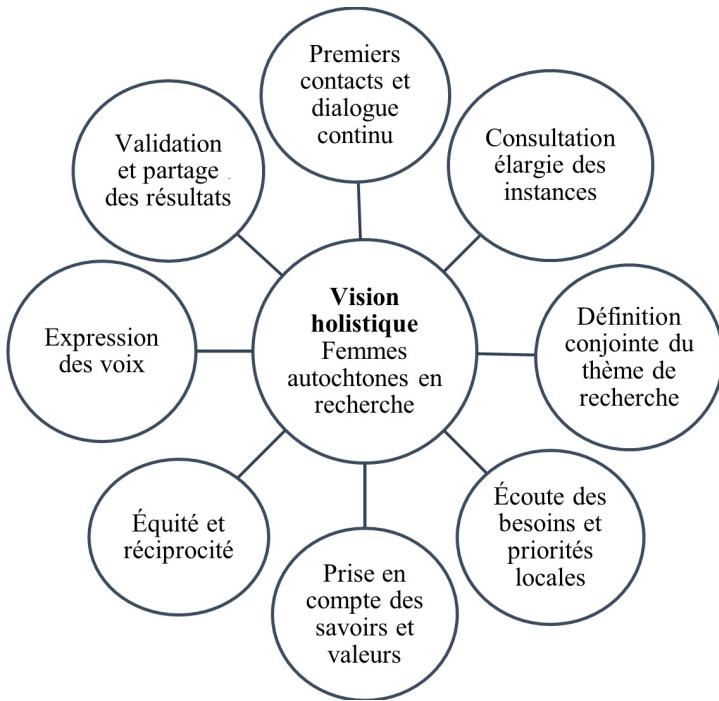 Premiers
contacts et
dialogue
continu
Consultation
élargie des
instances
Définition
conjointe du
thème de
recherche
Écoute des
besoins et
priorités
locales
Prise en
compte des
savoirs et
valeurs
Équité et
réciprocité
Expression
des voix
Validation
et partage
des résultats
Vision
holistique
Femmes
autochtones en
recherche